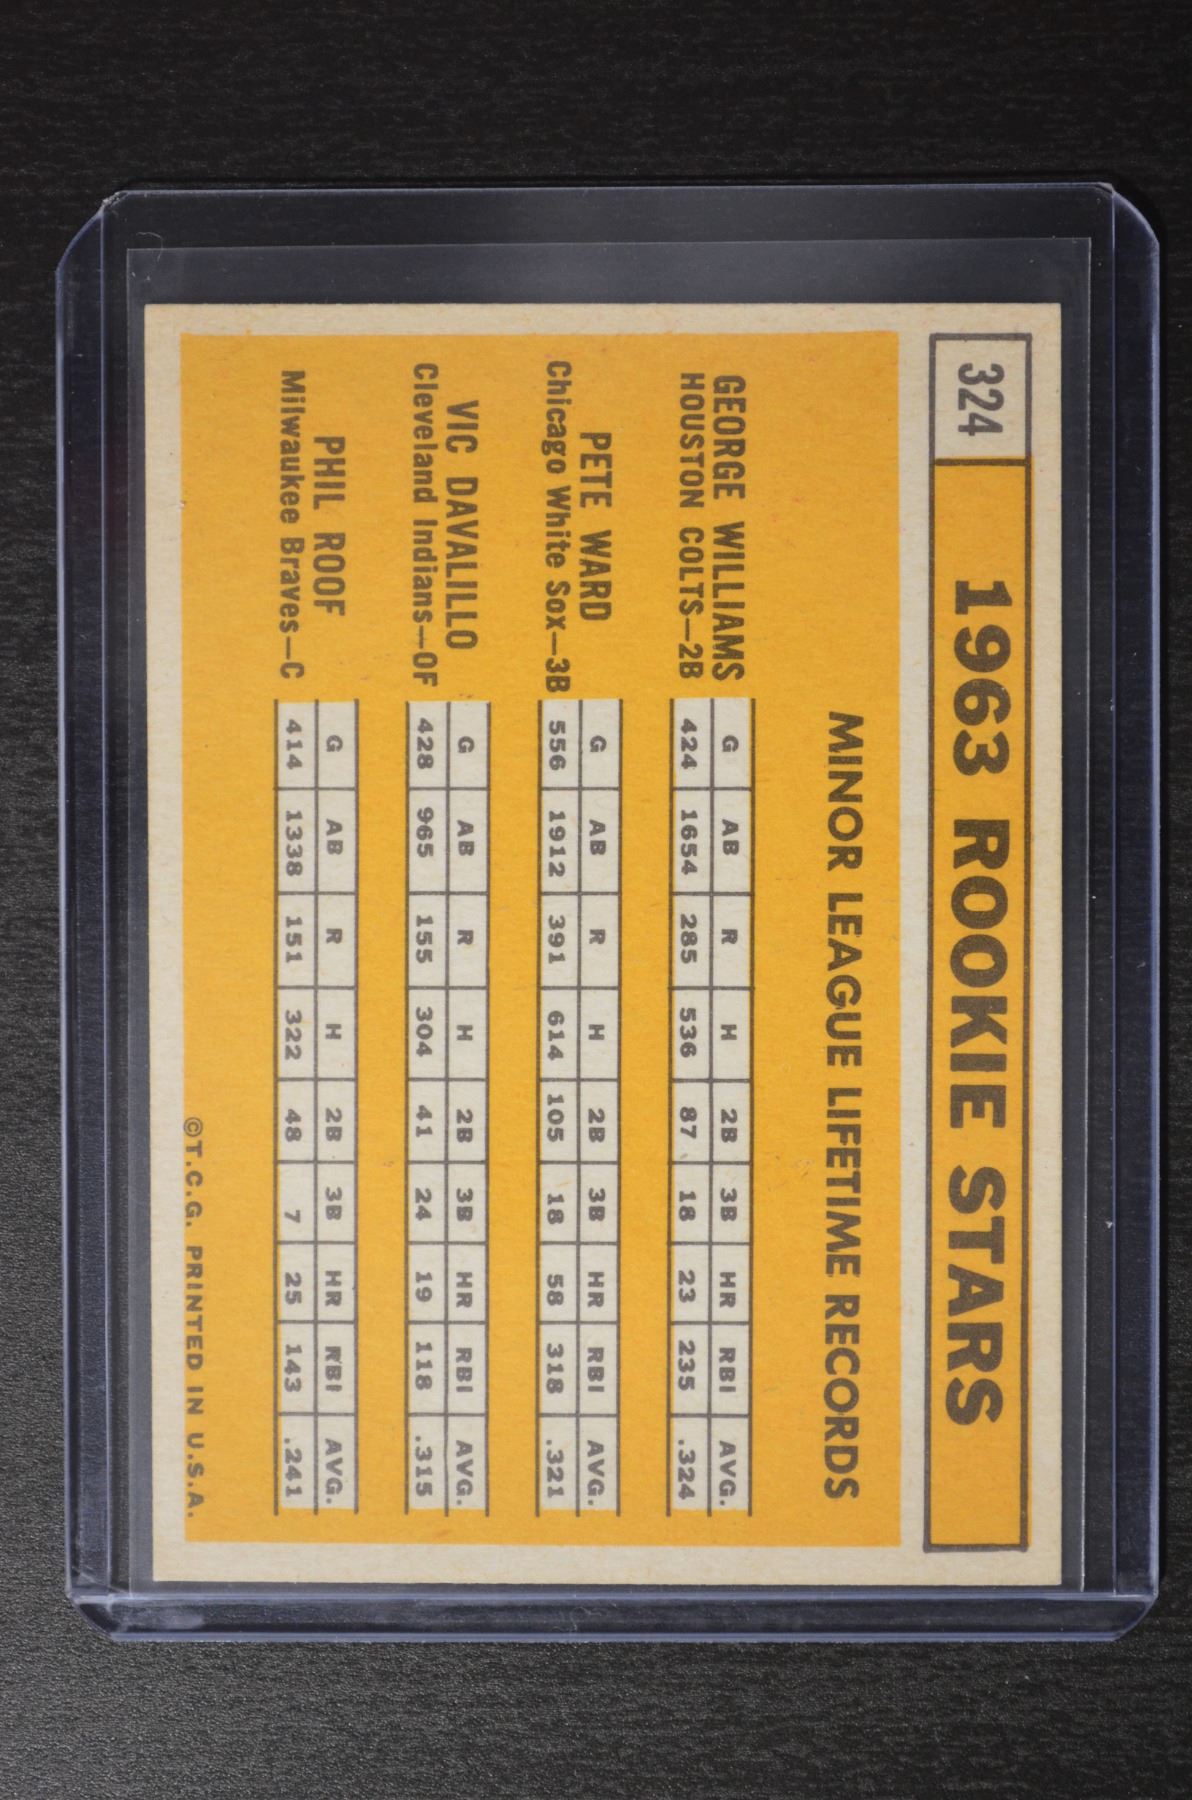 324 1963 ROOKIE STARS
MINOR LEAGUE LIFETIME RECORDS
GEORGE WILLIAMS
HOUSTON COLTS—2B
G AB R H 2B 3B HR RBI AVG.
424 1654 285 536 87 18 23 235 .324
PETE WARD
Chicago White Sox—3B
G AB R H 2B 3B HR RBI AVG.
556 1912 391 614 105 18 58 318 .321
VIC DAVALILLO
Cleveland Indians—OF
G AB R H 2B 3B HR RBI AVG.
428 965 155 304 41 24 19 118 .315
PHIL ROOF
Milwaukee Braves—C
G AB R H 2B 3B HR RBI AVG.
414 1338 151 322 48 7 25 143 .241
©T.C.G. PRINTED IN U.S.A.